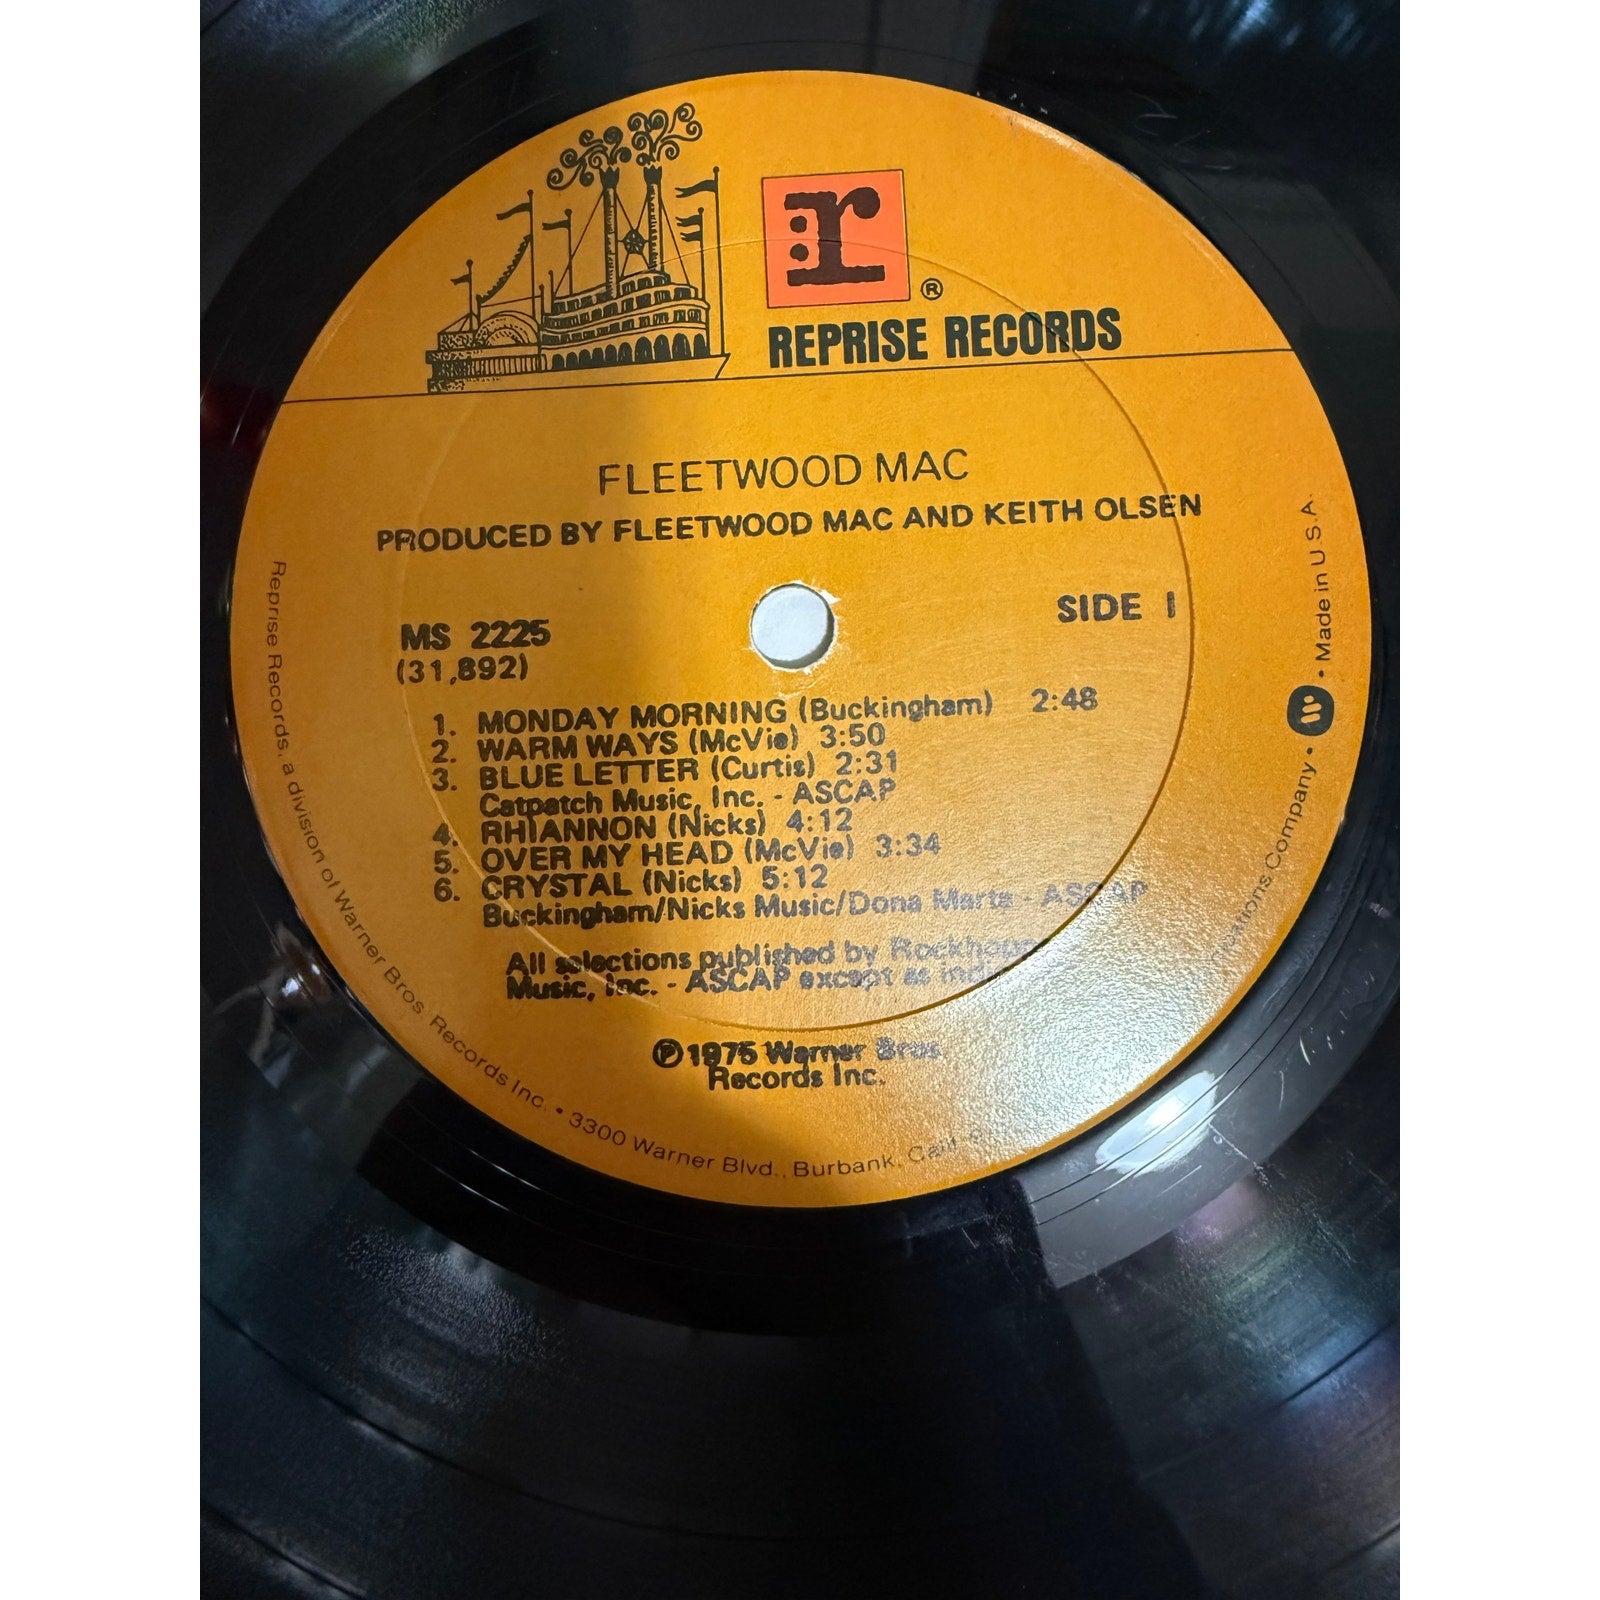 r
®
REPRISE RECORDS
FLEETWOOD MAC
PRODUCED BY FLEETWOOD MAC AND KEITH OLSEN
MS 2225
(31,892)
SIDE 1
1. MONDAY MORNING (Buckingham) 2:48
2. WARM WAYS (McVie) 3:50
3. BLUE LETTER (Curtis) 2:31
Catpatch Music, Inc. - ASCAP
4. RHIANNON (Nicks) 4:12
5. OVER MY HEAD (McVie) 3:34
6. CRYSTAL (Nicks) 5:12
Buckingham/Nicks Music/Dona Marta - ASCAP
All selections published by
Music, Inc. - ASCAP except as
℗1975 Warner Bros
Records Inc.
Reprise Records, a division of Warner Bros. Records Inc. • 3300 Warner Blvd., Burbank, Calif. Company • W • Made in U.S.A.